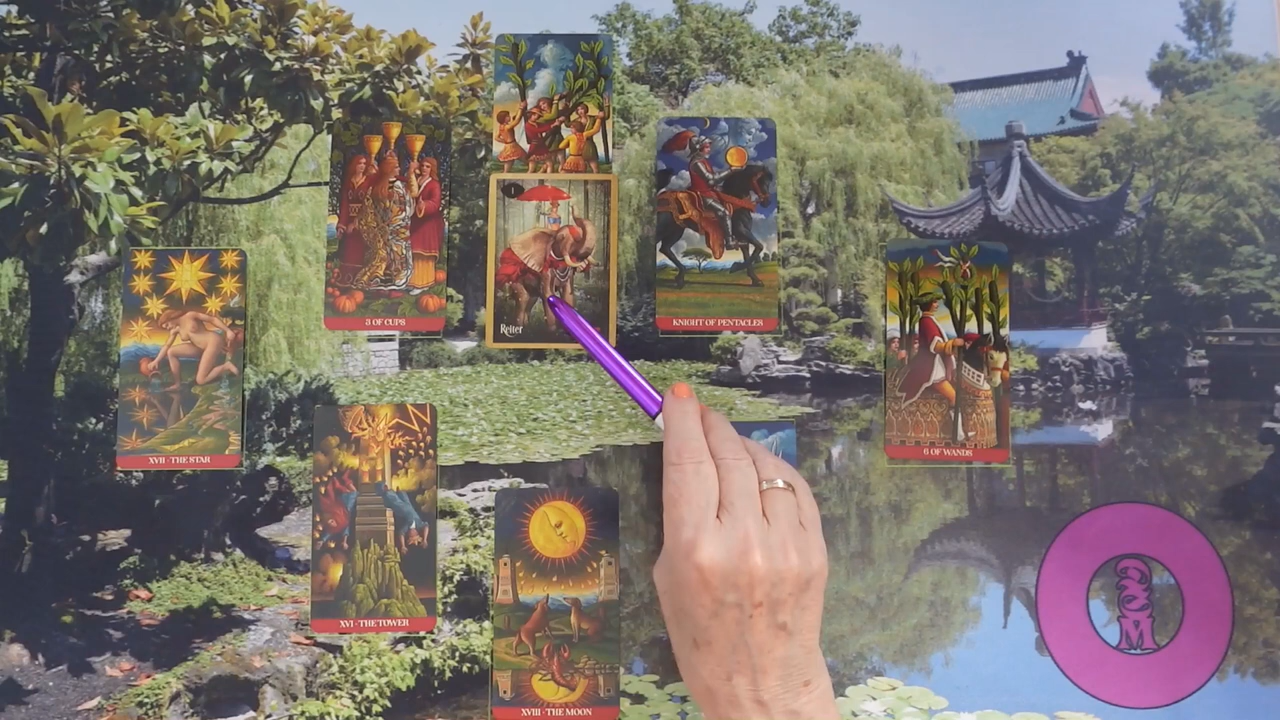 3 OF CUPS
1
Reiter
KNIGHT OF PENTACLES
XVII - THE STAR
6 OF WANDS
XVI - THE TOWER
XVIII - THE MOON